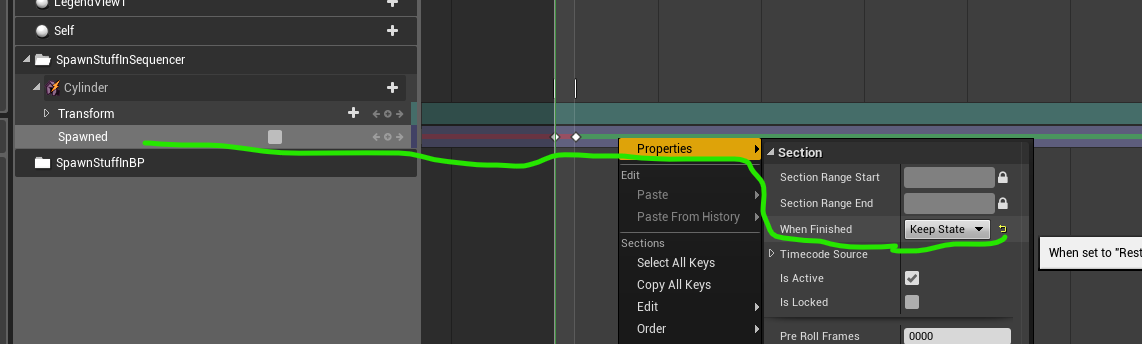 LegendView1
Self
SpawnStuffInSequencer
Cylinder
Transform
Spawned
SpawnStuffInBP
Properties
Edit
Paste
Paste From History
Sections
Select All Keys
Copy All Keys
Edit
Order
Section
Section Range Start
Section Range End
When Finished Keep State
Timecode Source
Is Active
Is Locked
Pre Roll Frames 0000
When set to "Rest